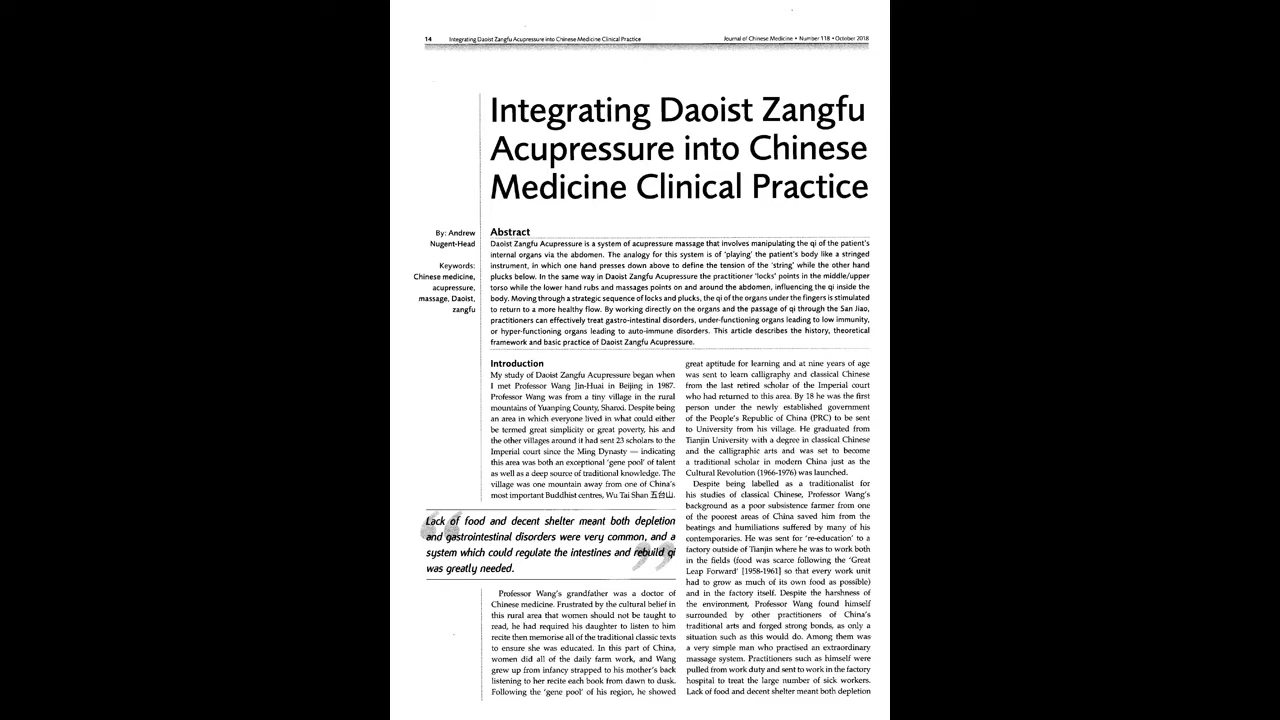 14 Integrating Daoist Zangfu Acupressure into Chinese Medicine Clinical Practice
Journal of Chinese Medicine • Number 118 • October 2018
Integrating Daoist Zangfu
Acupressure into Chinese
Medicine Clinical Practice
By: Andrew
Nugent-Head
Keywords:
Chinese medicine,
acupressure,
massage, Daoist,
zangfu
Abstract
Daoist Zangfu Acupressure is a system of acupressure massage that involves manipulating the qi of the patient's
internal organs via the abdomen. The analogy for this system is of 'playing' the patient's body like a stringed
instrument, in which one hand presses down above to define the tension of the 'string' while the other hand
plucks below. In the same way in Daoist Zangfu Acupressure the practitioner 'locks' points in the middle/upper
torso while the lower hand rubs and massages points on and around the abdomen, influencing the qi inside the
body. Moving through a strategic sequence of locks and plucks, the qi of the organs under the fingers is stimulated
to return to a more healthy flow. By working directly on the organs and the passage of qi through the San Jiao,
practitioners can effectively treat gastro-intestinal disorders, under-functioning organs leading to low immunity,
or hyper-functioning organs leading to auto-immune disorders. This article describes the history, theoretical
framework and basic practice of Daoist Zangfu Acupressure.
Introduction
My study of Daoist Zangfu Acupressure began when
I met Professor Wang Jin-Huai in Beijing in 1987.
Professor Wang was from a tiny village in the rural
mountains of Yuanping County, Shanxi. Despite being
an area in which everyone lived in what could either
be termed great simplicity or great poverty, his and
the other villages around it had sent 23 scholars to the
Imperial court since the Ming Dynasty — indicating
this area was both an exceptional 'gene pool' of talent
as well as a deep source of traditional knowledge. The
village was one mountain away from one of China's
most important Buddhist centres, Wu Tai Shan 五台山.
Lack of food and decent shelter meant both depletion
and gastrointestinal disorders were very common, and a
system which could regulate the intestines and rebuild qi
was greatly needed.
Professor Wang's grandfather was a doctor of
Chinese medicine. Frustrated by the cultural belief in
this rural area that women should not be taught to
read, he had required his daughter to listen to him
recite then memorise all of the traditional classic texts
to ensure she was educated. In this part of China,
women did all of the daily farm work, and Wang
grew up from infancy strapped to his mother's back
listening to her recite each book from dawn to dusk.
Following the 'gene pool' of his region, he showed
great aptitude for learning and at nine years of age
was sent to learn calligraphy and classical Chinese
from the last retired scholar of the Imperial court
who had returned to this area. By 18 he was the first
person under the newly established government
of the People's Republic of China (PRC) to be sent
to University from his village. He graduated from
Tianjin University with a degree in classical Chinese
and the calligraphic arts and was set to become
a traditional scholar in modern China just as the
Cultural Revolution (1966-1976) was launched.
Despite being labelled as a traditionalist for
his studies of classical Chinese, Professor Wang's
background as a poor subsistence farmer from one
of the poorest areas of China saved him from the
beatings and humiliations suffered by many of his
contemporaries. He was sent for 're-education' to a
factory outside of Tianjin where he was to work both
in the fields (food was scarce following the 'Great
Leap Forward' [1958-1961] so that every work unit
had to grow as much of its own food as possible)
and in the factory itself. Despite the harshness of
the environment, Professor Wang found himself
surrounded by other practitioners of China's
traditional arts and forged strong bonds, as only a
situation such as this would do. Among them was
a very simple man who practised an extraordinary
massage system. Practitioners such as himself were
pulled from work duty and sent to work in the factory
hospital to treat the large number of sick workers.
Lack of food and decent shelter meant both depletion